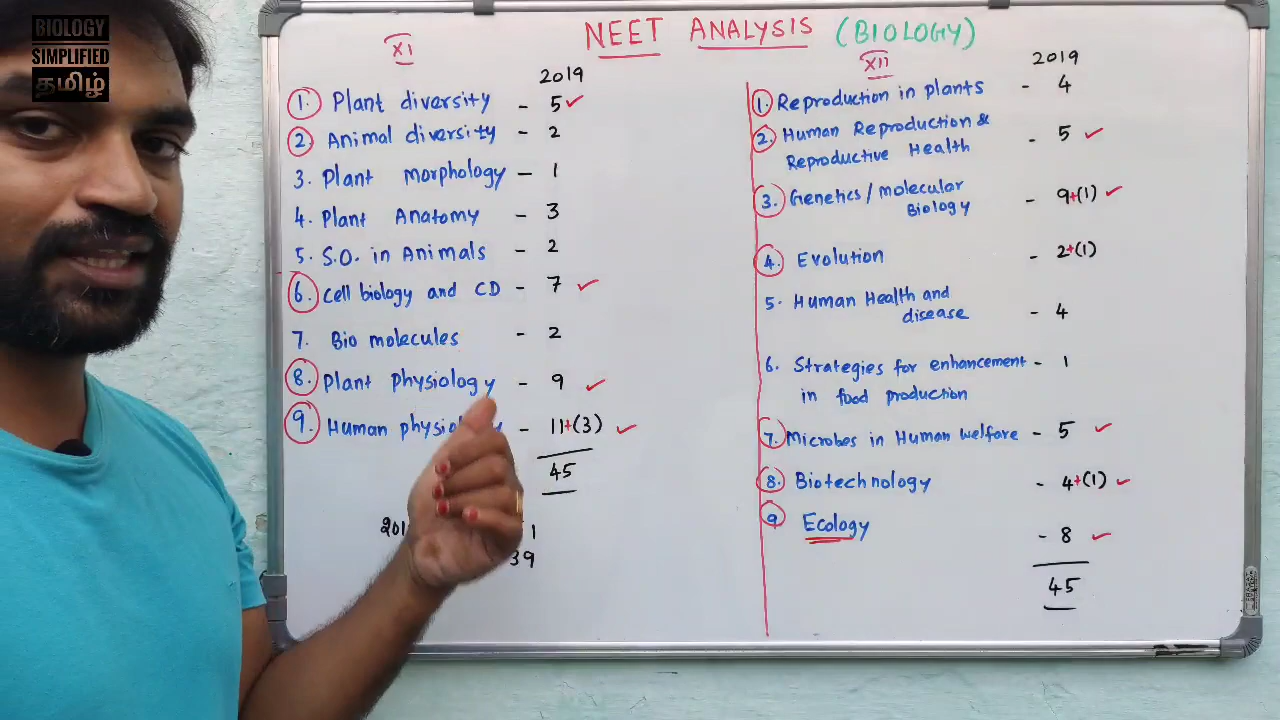 BIOLOGY
SIMPLIFIED
தமிழ்
NEET ANALYSIS (BIOLOGY)
XI
2019
1. Plant diversity - 5 ✓
2. Animal diversity - 2
3. Plant morphology - 1
4. Plant Anatomy - 3
5. S.O. in Animals - 2
6. Cell biology and CD - 7 ✓
7. Bio molecules - 2
8. Plant physiology - 9 ✓
9. Human physiology - 11+(3) ✓
45
201
1
39
XII
2019
1. Reproduction in plants - 4
2. Human Reproduction &
Reproductive Health - 5 ✓
3. Genetics/molecular
Biology - 9+(1) ✓
4. Evolution - 2+(1)
5. Human Health and
disease - 4
6. Strategies for enhancement - 1
in food production
7. Microbes in Human welfare - 5 ✓
8. Biotechnology - 4+(1) ✓
9 Ecology - 8 ✓
45